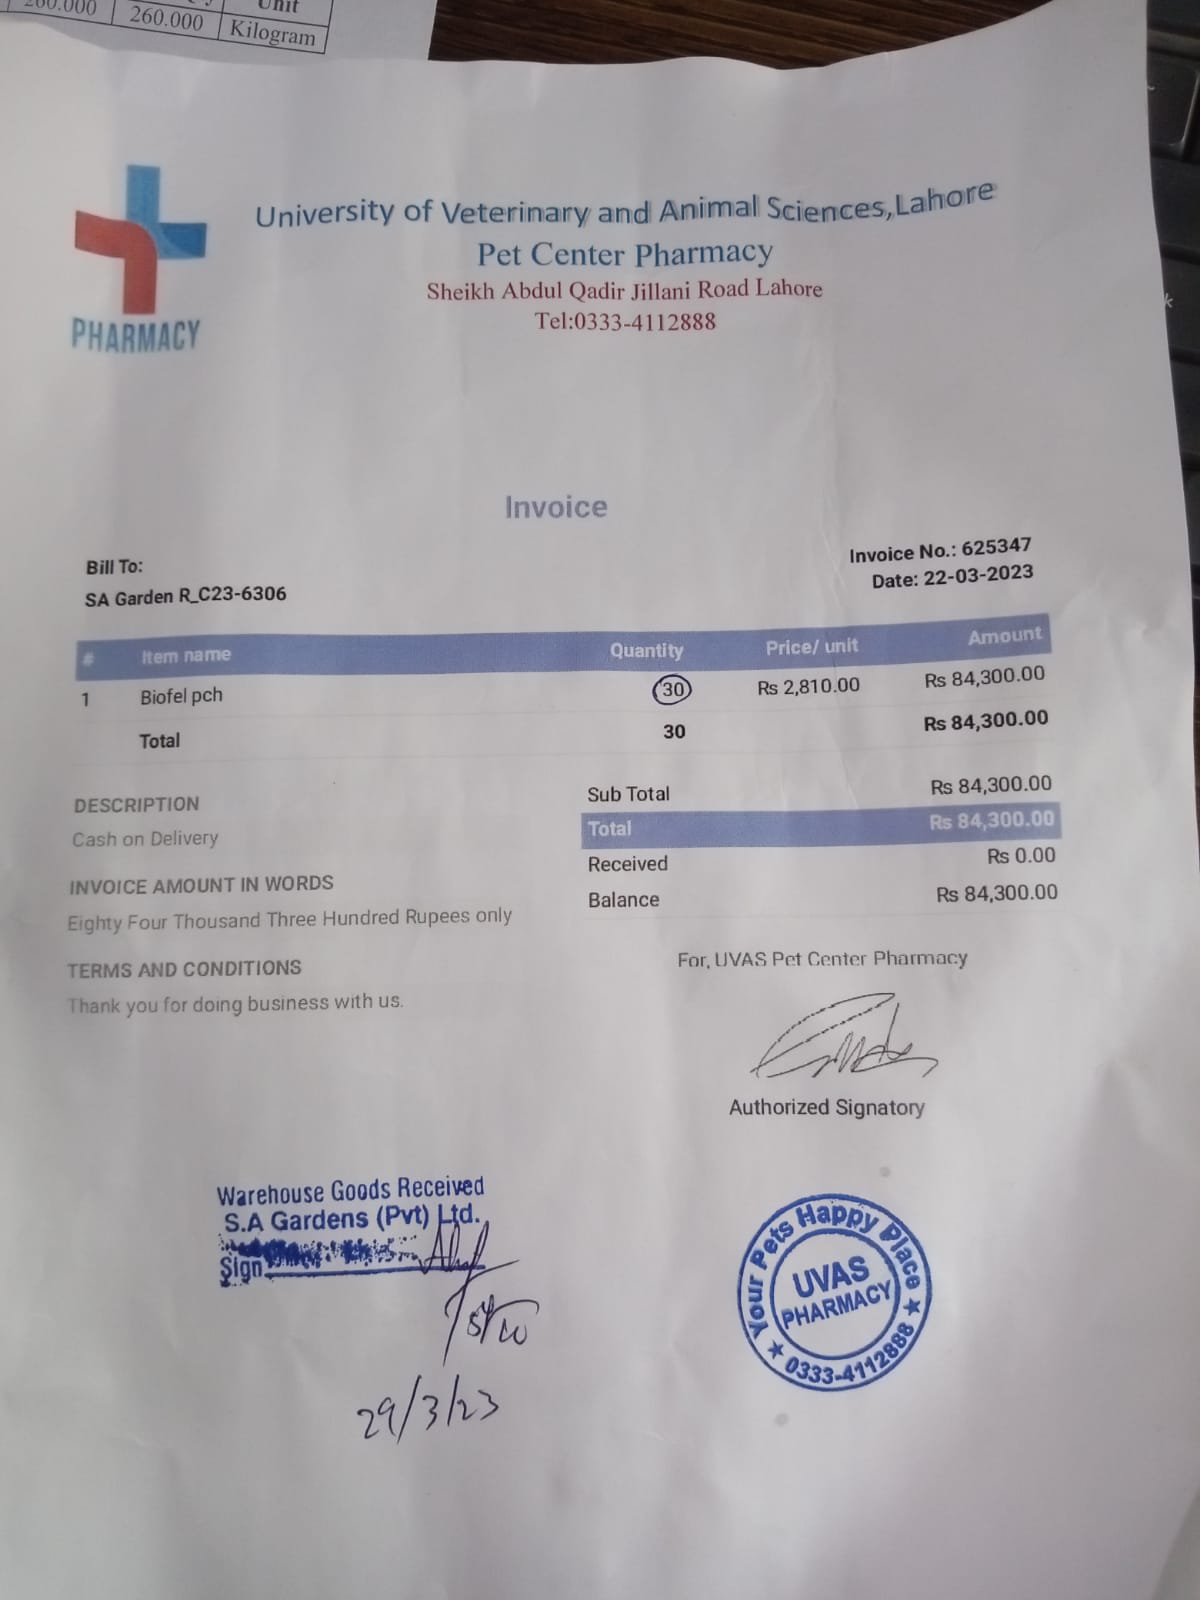 Unit
260.000 260.000 Kilogram
PHARMACY
University of Veterinary and Animal Sciences,Lahore
Pet Center Pharmacy
Sheikh Abdul Qadir Jillani Road Lahore
Tel:0333-4112888
Invoice
Bill To:
SA Garden R_C23-6306
Invoice No.: 625347
Date: 22-03-2023
# Item name Quantity Price/ unit Amount
1 Biofel pch 30 Rs 2,810.00 Rs 84,300.00
Total 30 Rs 84,300.00
DESCRIPTION
Cash on Delivery
INVOICE AMOUNT IN WORDS
Eighty Four Thousand Three Hundred Rupees only
TERMS AND CONDITIONS
Thank you for doing business with us.
Sub Total Rs 84,300.00
Total Rs 84,300.00
Received Rs 0.00
Balance Rs 84,300.00
For, UVAS Pet Center Pharmacy
Authorized Signatory
Warehouse Goods Received
S.A Gardens (Pvt) Ltd.
Sign
29/3/23
Your Pets Happy Place
UVAS
PHARMACY
0333-4112888